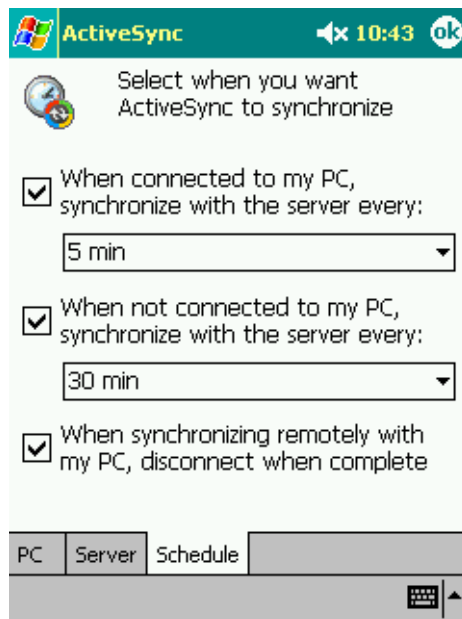 ActiveSync 10:43 ok
Select when you want
ActiveSync to synchronize
When connected to my PC,
synchronize with the server every:
5 min
When not connected to my PC,
synchronize with the server every:
30 min
When synchronizing remotely with
my PC, disconnect when complete
PC Server Schedule